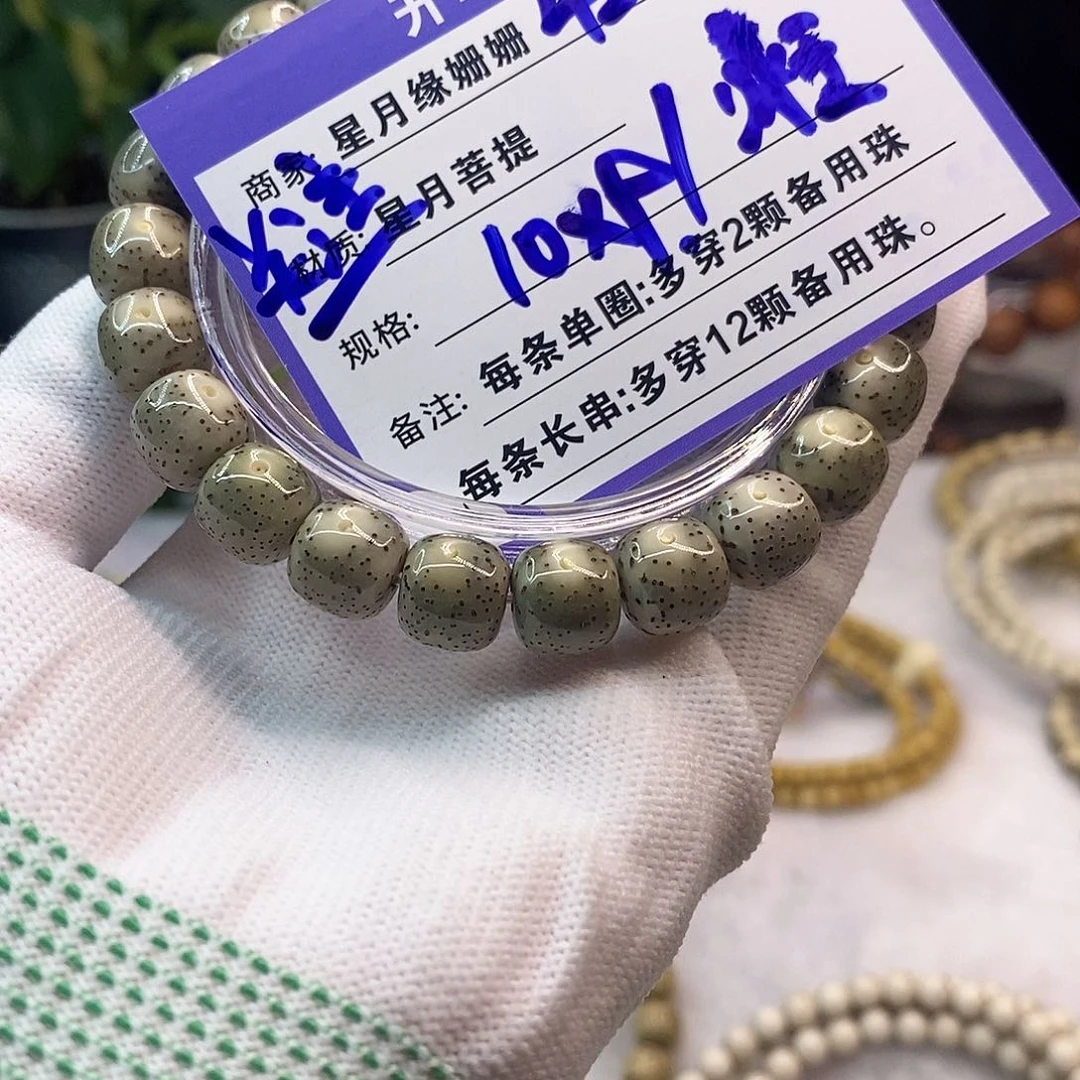 商家: 星月缘姗姗
材质: 星月菩提
规格: 10x
备注: 每条单圈:多穿2颗备用珠
每条长串:多穿12颗备用珠。